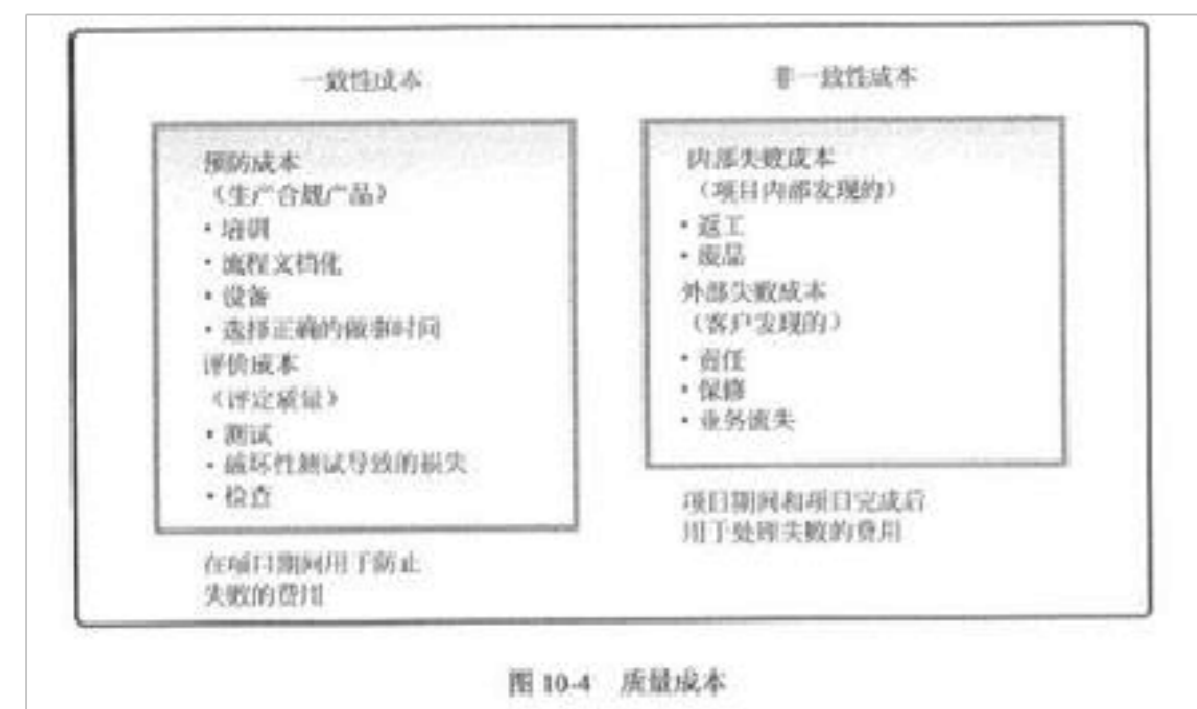 一致性成本
预防成本
（生产合规产品）
• 培训
• 流程文档化
• 设备
• 选择正确的做事时间
评价成本
（评定质量）
• 测试
• 破坏性测试导致的损失
• 检查
在项目期间用于防止
失败的费用
非一致性成本
内部失败成本
（项目内部发现的）
• 返工
• 废品
外部失败成本
（客户发现的）
• 责任
• 保修
• 业务流失
项目期间和项目完成后
用于处理失败的费用
图 10-4 质量成本